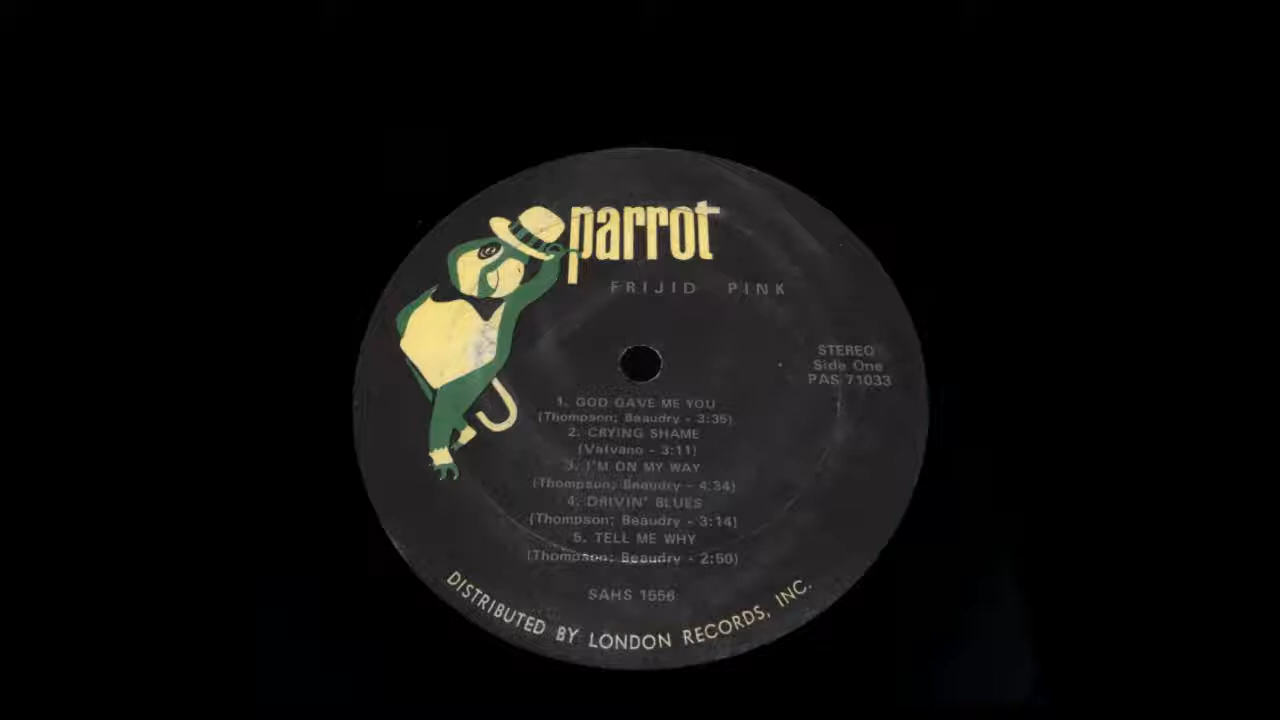 parrot
FRIJID PINK
STEREO
Side One
PAS 71033
1. GOD GAVE ME YOU
(Thompson; Beaudry - 3:35)
2. CRYING SHAME
(Valvano - 3:11)
3. I'M ON MY WAY
(Thompson; Beaudry - 4:34)
4. DRIVIN' BLUES
(Thompson; Beaudry - 3:14)
5. TELL ME WHY
(Thompson; Beaudry - 2:50)
SAHS 1556
DISTRIBUTED BY LONDON RECORDS, INC.